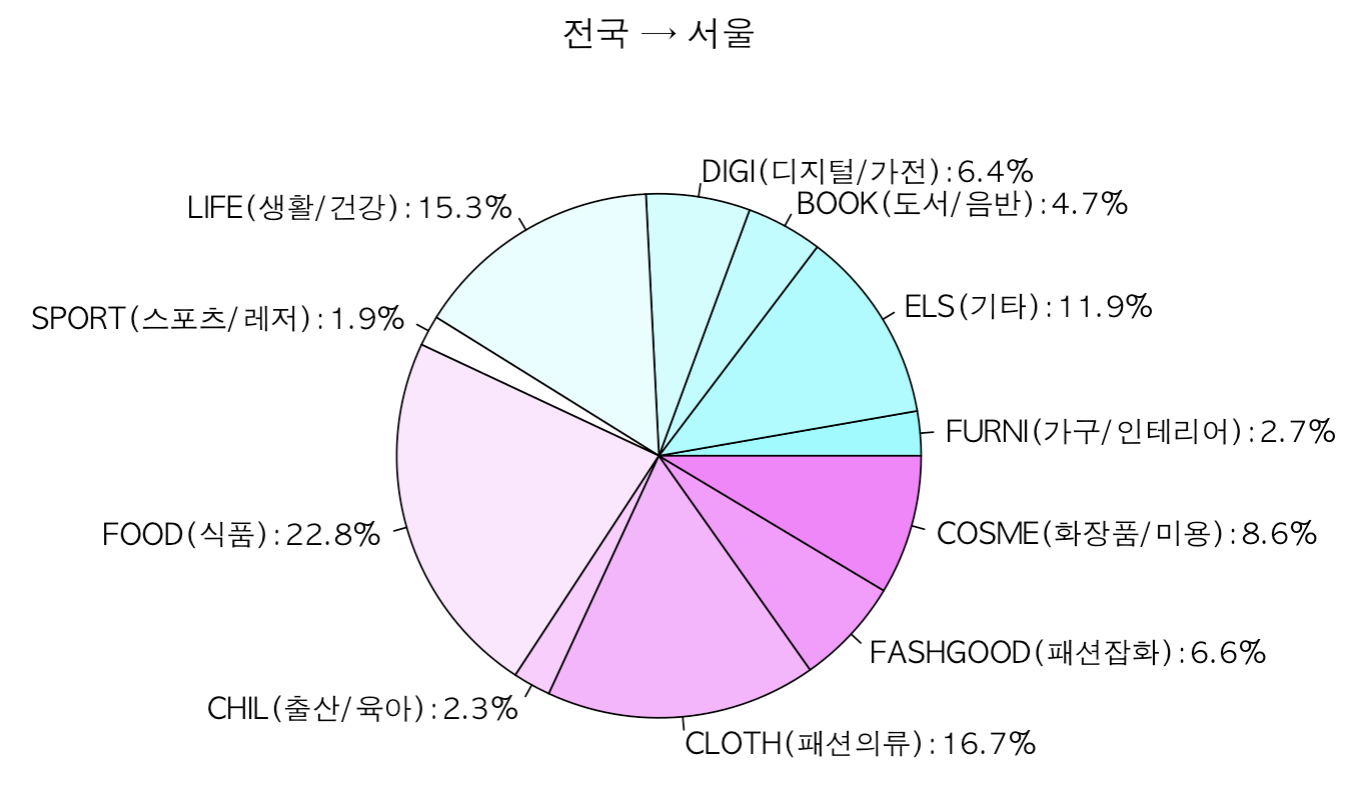 전국 → 서울
DIGI(디지털/가전):6.4%
BOOK(도서/음반):4.7%
LIFE(생활/건강):15.3%
ELS(기타):11.9%
SPORT(스포츠/레저):1.9%
FURNI(가구/인테리어):2.7%
FOOD(식품):22.8%
COSME(화장품/미용):8.6%
FASHGOOD(패션잡화):6.6%
CHIL(출산/육아):2.3%
CLOTH(패션의류):16.7%